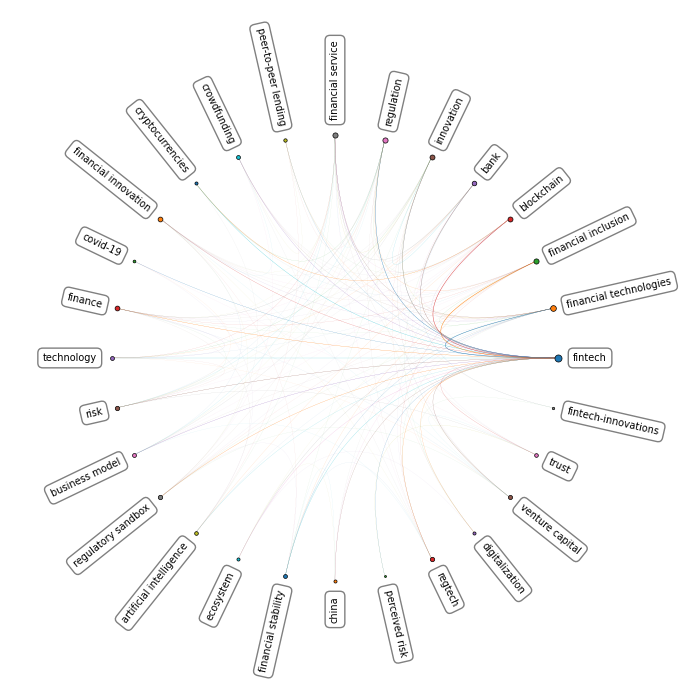 peer-to-peer lending
financial service
regulation
innovation
crowdfunding
cryptocurrencies
bank
financial innovation
blockchain
covid-19
financial inclusion
finance
financial technologies
technology
fintech
risk
fintech-innovations
business model
trust
regulatory sandbox
venture capital
artificial intelligence
digitalization
ecosystem
regtech
financial stability
china
perceived risk